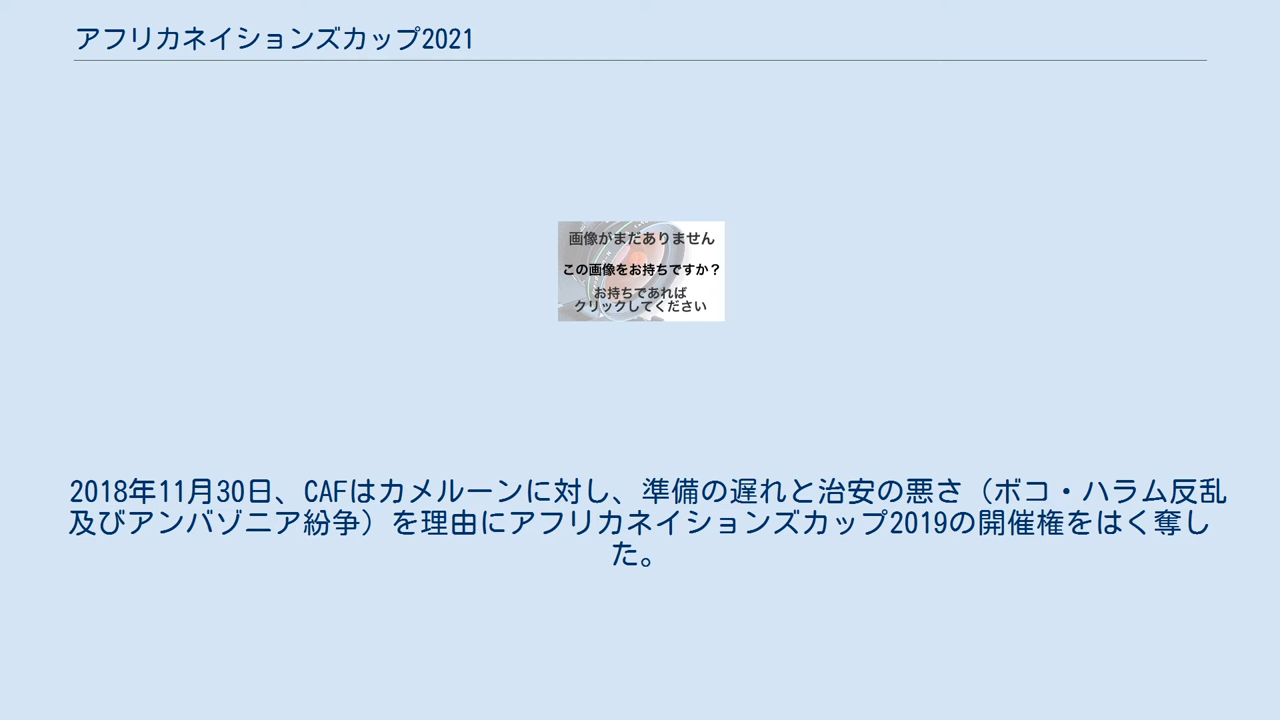 アフリカネイションズカップ2021
画像がまだありません
この画像をお持ちですか？
お持ちであれば
クリックしてください
2018年11月30日、CAFはカメルーンに対し、準備の遅れと治安の悪さ（ボコ・ハラム反乱
及びアンバゾニア紛争）を理由にアフリカネイションズカップ2019の開催権をはく奪し
た。